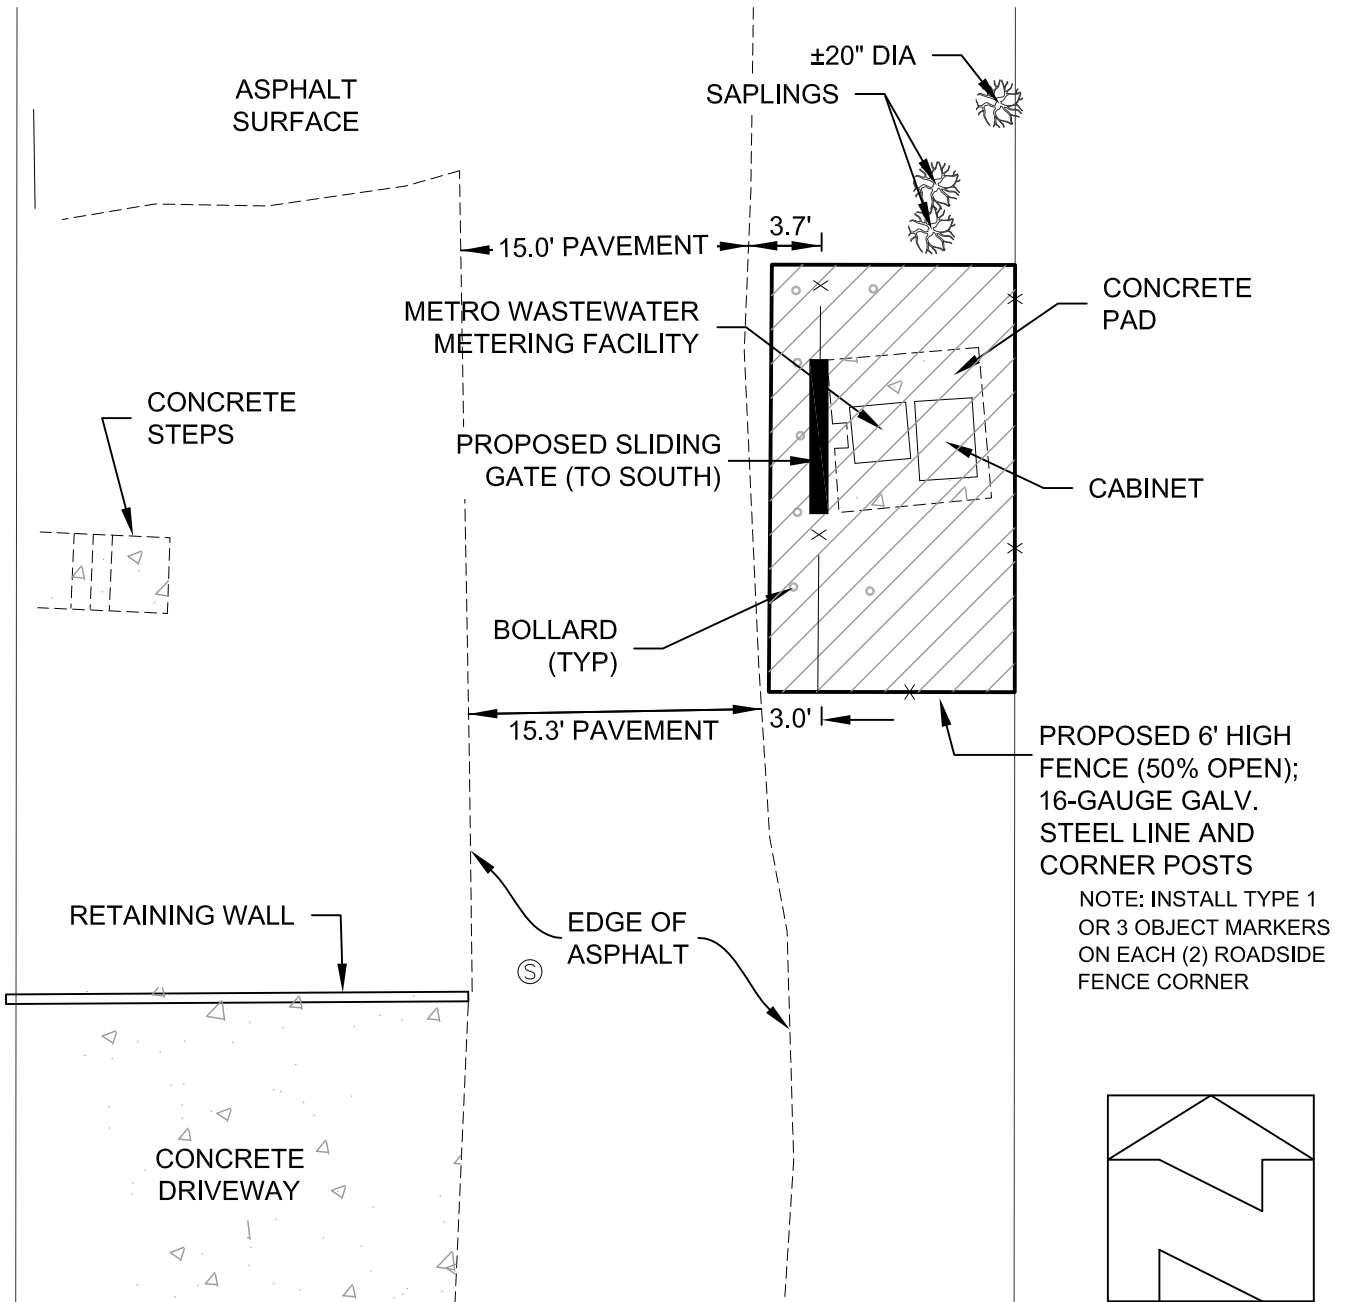 ±20" DIA
SAPLINGS
ASPHALT
SURFACE
3.7'
15.0' PAVEMENT
METRO WASTEWATER
METERING FACILITY
CONCRETE
PAD
CONCRETE
STEPS
PROPOSED SLIDING
GATE (TO SOUTH)
CABINET
BOLLARD
(TYP)
15.3' PAVEMENT
3.0'
PROPOSED 6' HIGH
FENCE (50% OPEN);
16-GAUGE GALV.
STEEL LINE AND
CORNER POSTS
NOTE: INSTALL TYPE 1
OR 3 OBJECT MARKERS
ON EACH (2) ROADSIDE
FENCE CORNER
RETAINING WALL
EDGE OF
ASPHALT
S
CONCRETE
DRIVEWAY
N